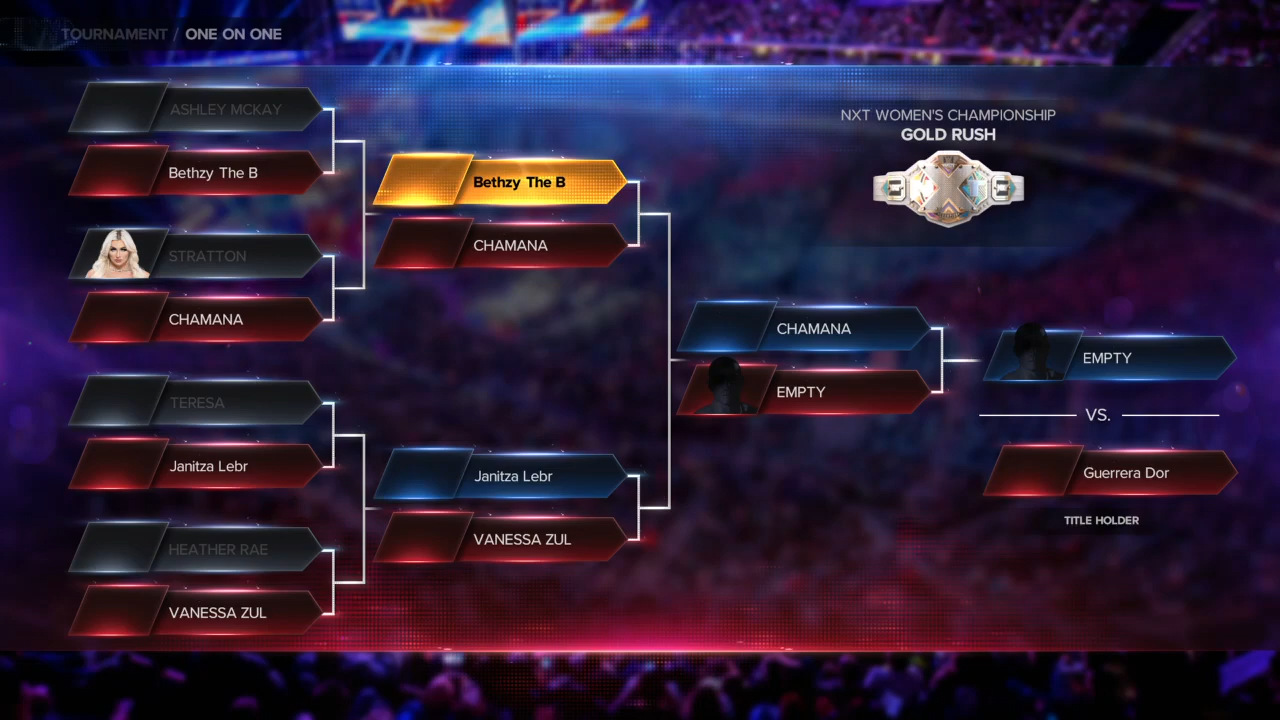 TOURNAMENT / ONE ON ONE
NXT WOMEN'S CHAMPIONSHIP
GOLD RUSH
ASHLEY MCKAY
Bethzy The B
STRATTON
CHAMANA
TERESA
Janitza Lebr
HEATHER RAE
VANESSA ZUL
Bethzy The B
CHAMANA
Janitza Lebr
VANESSA ZUL
CHAMANA
EMPTY
EMPTY
VS.
Guerrera Dor
TITLE HOLDER